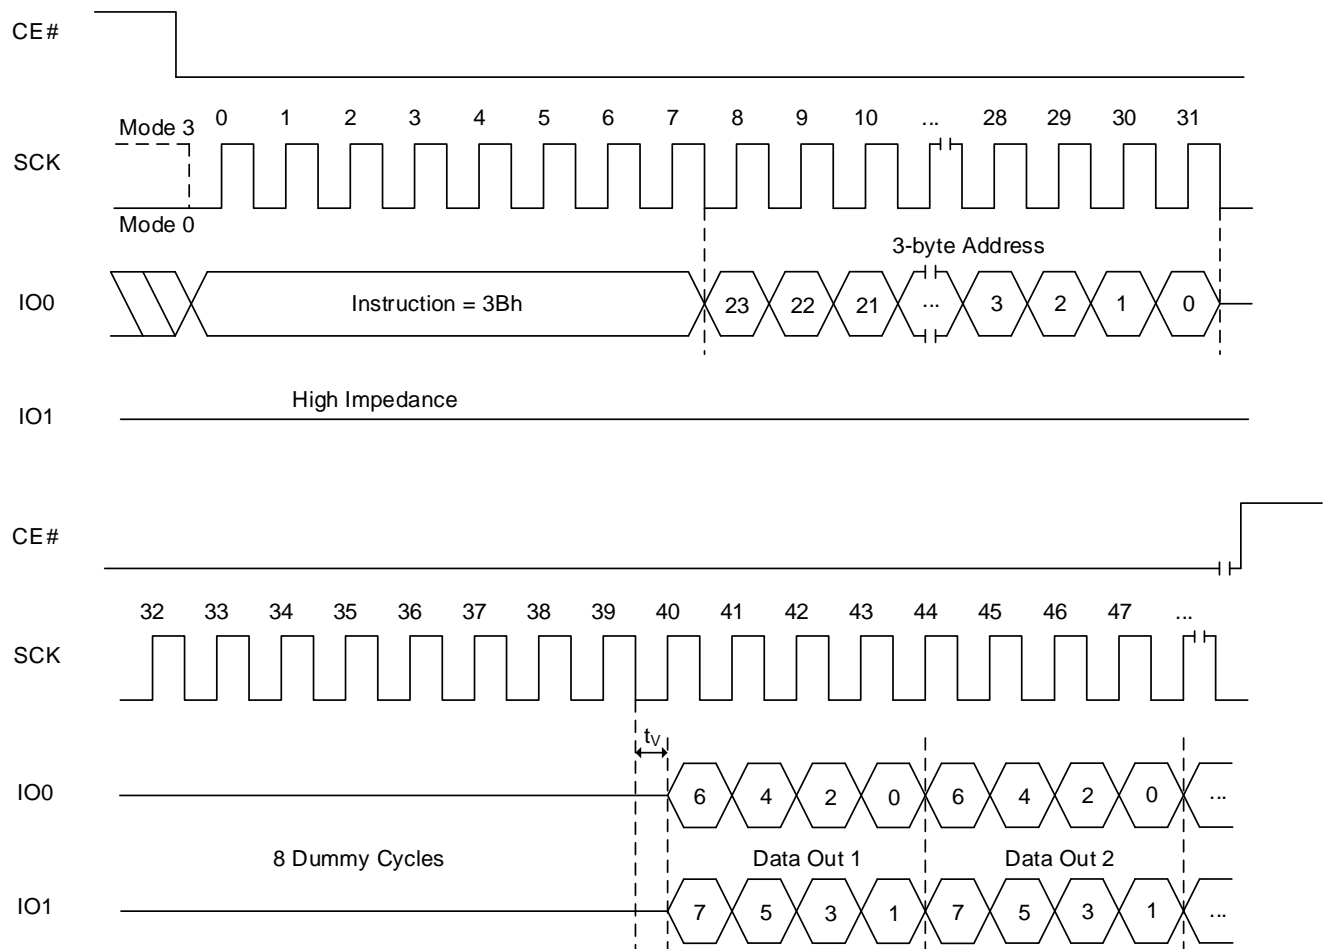 CE#
Mode 3 0 1 2 3 4 5 6 7 8 9 10 ... 28 29 30 31
SCK
Mode 0
3-byte Address
IO0 Instruction = 3Bh 23 22 21 ... 3 2 1 0
High Impedance
IO1
CE#
32 33 34 35 36 37 38 39 40 41 42 43 44 45 46 47 ...
SCK
tV
IO0 6 4 2 0 6 4 2 0 ...
8 Dummy Cycles Data Out 1 Data Out 2
IO1 7 5 3 1 7 5 3 1 ...